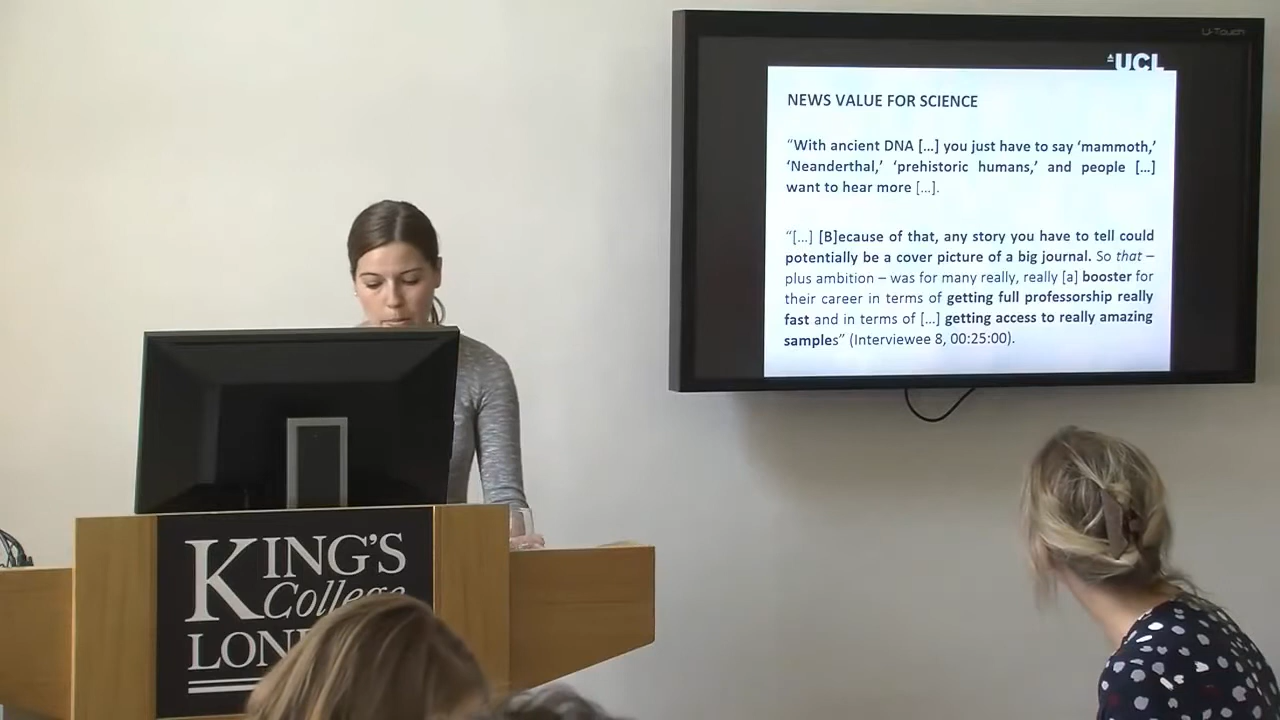 U-Touch
UCL
NEWS VALUE FOR SCIENCE
“With ancient DNA […] you just have to say ‘mammoth,’
‘Neanderthal,’ ‘prehistoric humans,’ and people […]
want to hear more […].
“[…] [B]ecause of that, any story you have to tell could
potentially be a cover picture of a big journal. So that –
plus ambition – was for many really, really [a] booster for
their career in terms of getting full professorship really
fast and in terms of […] getting access to really amazing
samples” (Interviewee 8, 00:25:00).
KING'S
College
LON